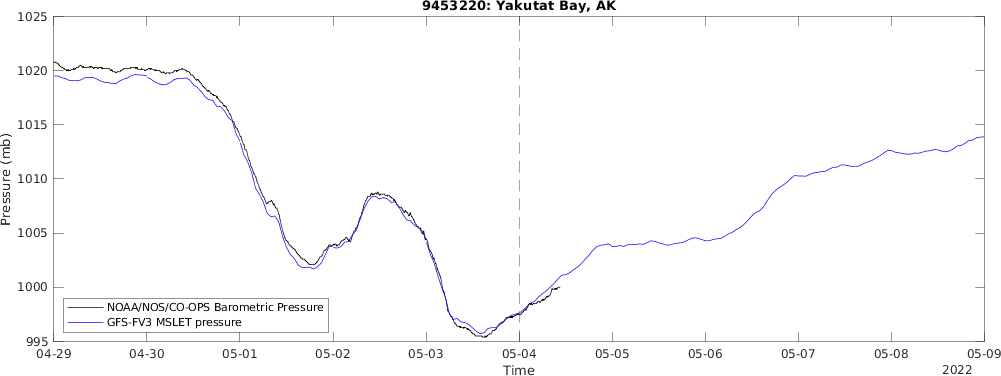 9453220: Yakutat Bay, AK
Pressure (mb)
1025
1020
1015
1010
1005
1000
995
NOAA/NOS/CO-OPS Barometric Pressure
GFS-FV3 MSLET pressure
04-29 04-30 05-01 05-02 05-03 05-04 05-05 05-06 05-07 05-08 05-09
Time
2022